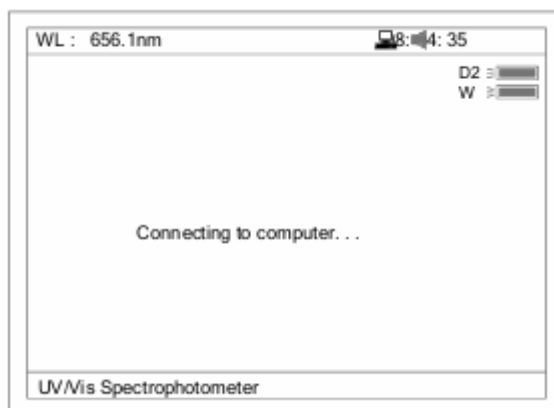 WL : 656.1nm 8: 4: 35
D2
W
Connecting to computer. . .
UV/Vis Spectrophotometer